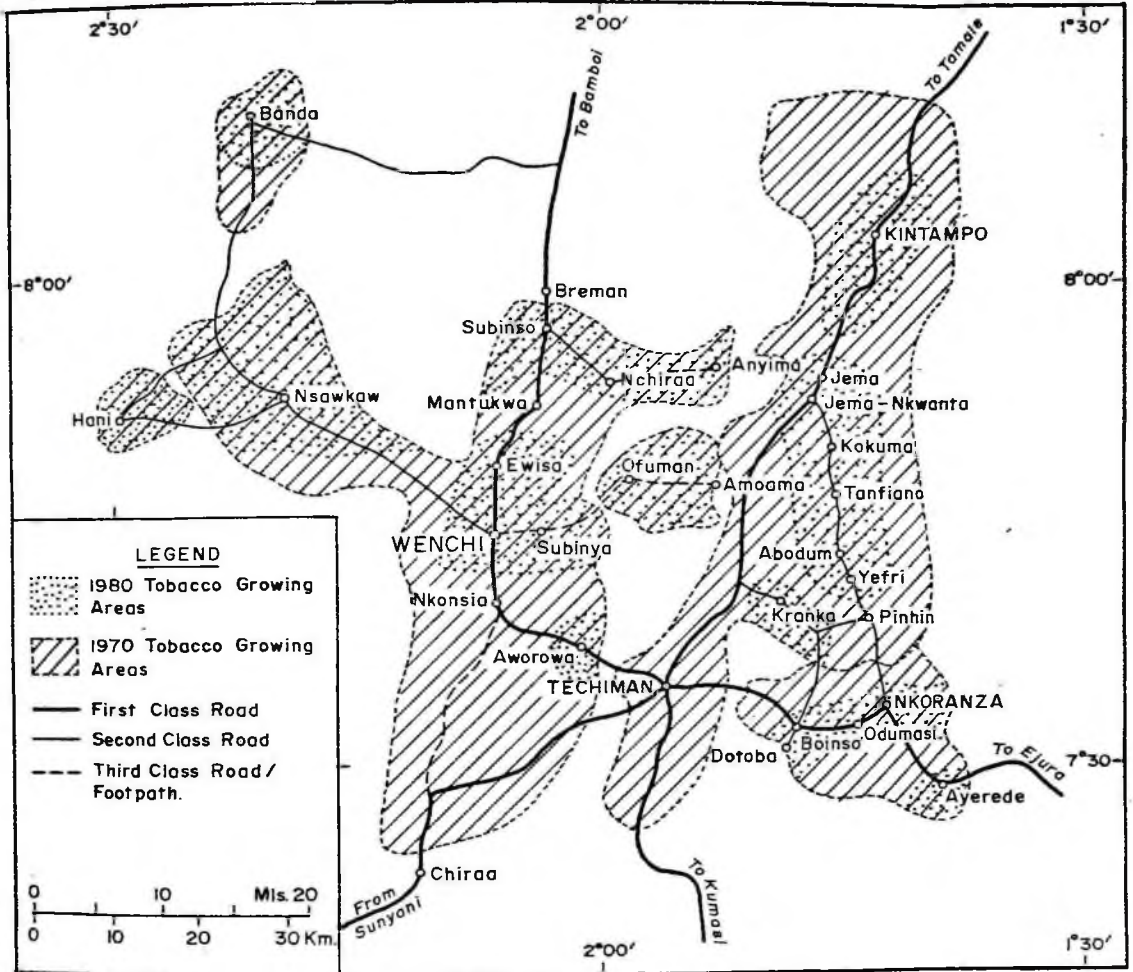 2°30′
2°00′
1°30′
To Tamale
To Bamboi
Banda
KINTAMPO
8°00′
8°00′
Breman
Subinso
Anyima
Nchiraa
Jema
Nsawkaw
Mantukwa
Jema-Nkwanta
Hani
Kokuma
Ewisa
Ofuman
Amoama
Tanfiano
WENCHI
Subinya
Abodum
Yefri
Nkonsia
Kranka
Pinhin
Aworowa
TECHIMAN
NKORANZA
Odumasi
Dotoba
Boinso
To Ejura
7°30′
Ayerede
Chiraa
From
Sunyani
To Kumasi
2°00′
1°30′
LEGEND
1980 Tobacco Growing
Areas
1970 Tobacco Growing
Areas
First Class Road
Second Class Road
Third Class Road/
Footpath.
0 10 Mls. 20
0 10 20 30 Km.